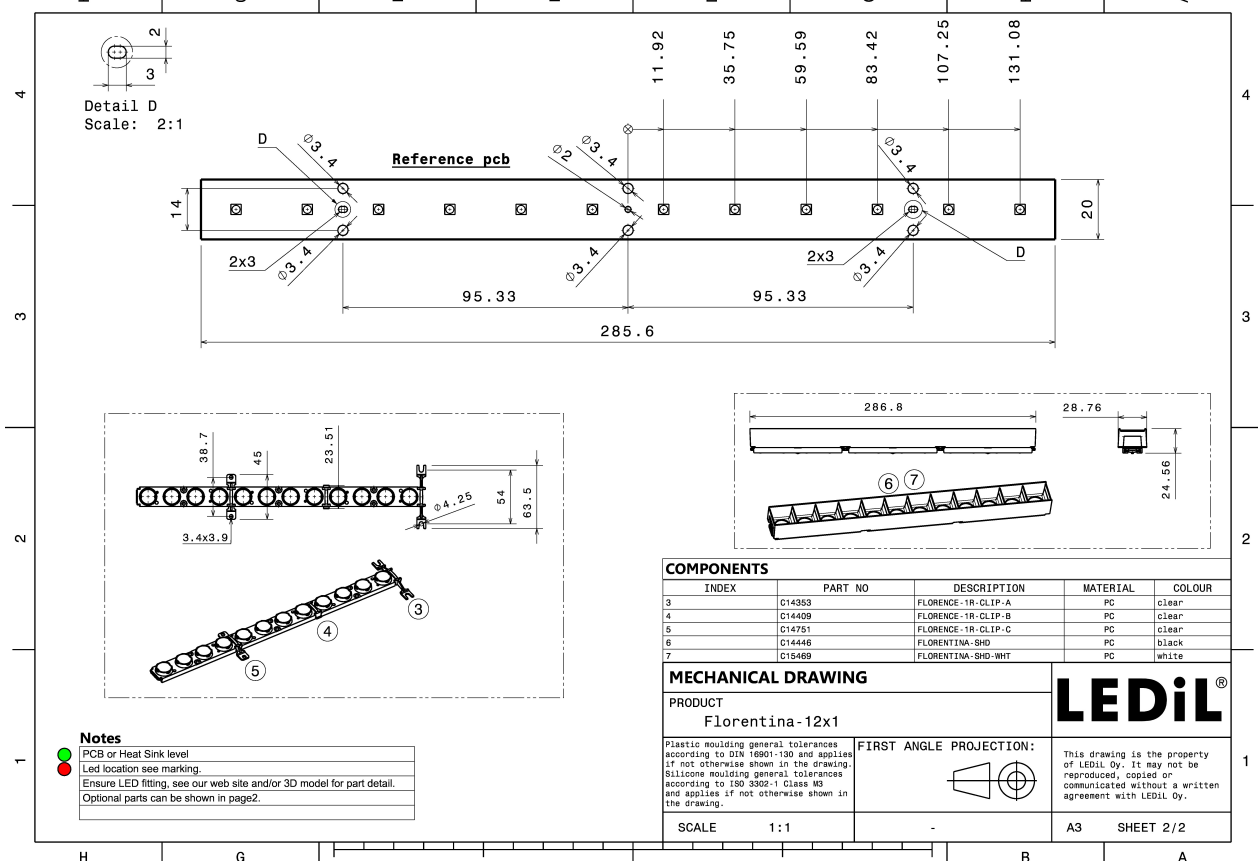 2
3
Detail D
Scale: 2:1
11.92
35.75
59.59
83.42
107.25
131.08
D
∅3.4
Reference pcb
∅2
∅3.4
∅3.4
14
20
2x3
∅3.4
∅3.4
2x3
∅3.4
D
95.33
95.33
285.6
4
4
3
3
2
2
1
1
38.7
45
23.51
∅4.25
54
63.5
3.4x3.9
3
4
5
286.8
28.76
24.56
6 7
COMPONENTS
INDEX PART NO DESCRIPTION MATERIAL COLOUR
3 C14353 FLORENCE-1R-CLIP-A PC clear
4 C14409 FLORENCE-1R-CLIP-B PC clear
5 C14751 FLORENCE-1R-CLIP-C PC clear
6 C14446 FLORENTINA-SHD PC black
7 C15469 FLORENTINA-SHD-WHT PC white
MECHANICAL DRAWING
PRODUCT
Florentina-12x1
LEDiL®
Plastic moulding general tolerances
according to DIN 16901-130 and applies
if not otherwise shown in the drawing.
Silicone moulding general tolerances
according to ISO 3302-1 Class M3
and applies if not otherwise shown in
the drawing.
FIRST ANGLE PROJECTION:
This drawing is the property
of LEDiL Oy. It may not be
reproduced, copied or
communicated without a written
agreement with LEDiL Oy.
SCALE 1:1
-
A3 SHEET 2/2
Notes
PCB or Heat Sink level
Led location see marking.
Ensure LED fitting, see our web site and/or 3D model for part detail.
Optional parts can be shown in page2.
H
G
B
A